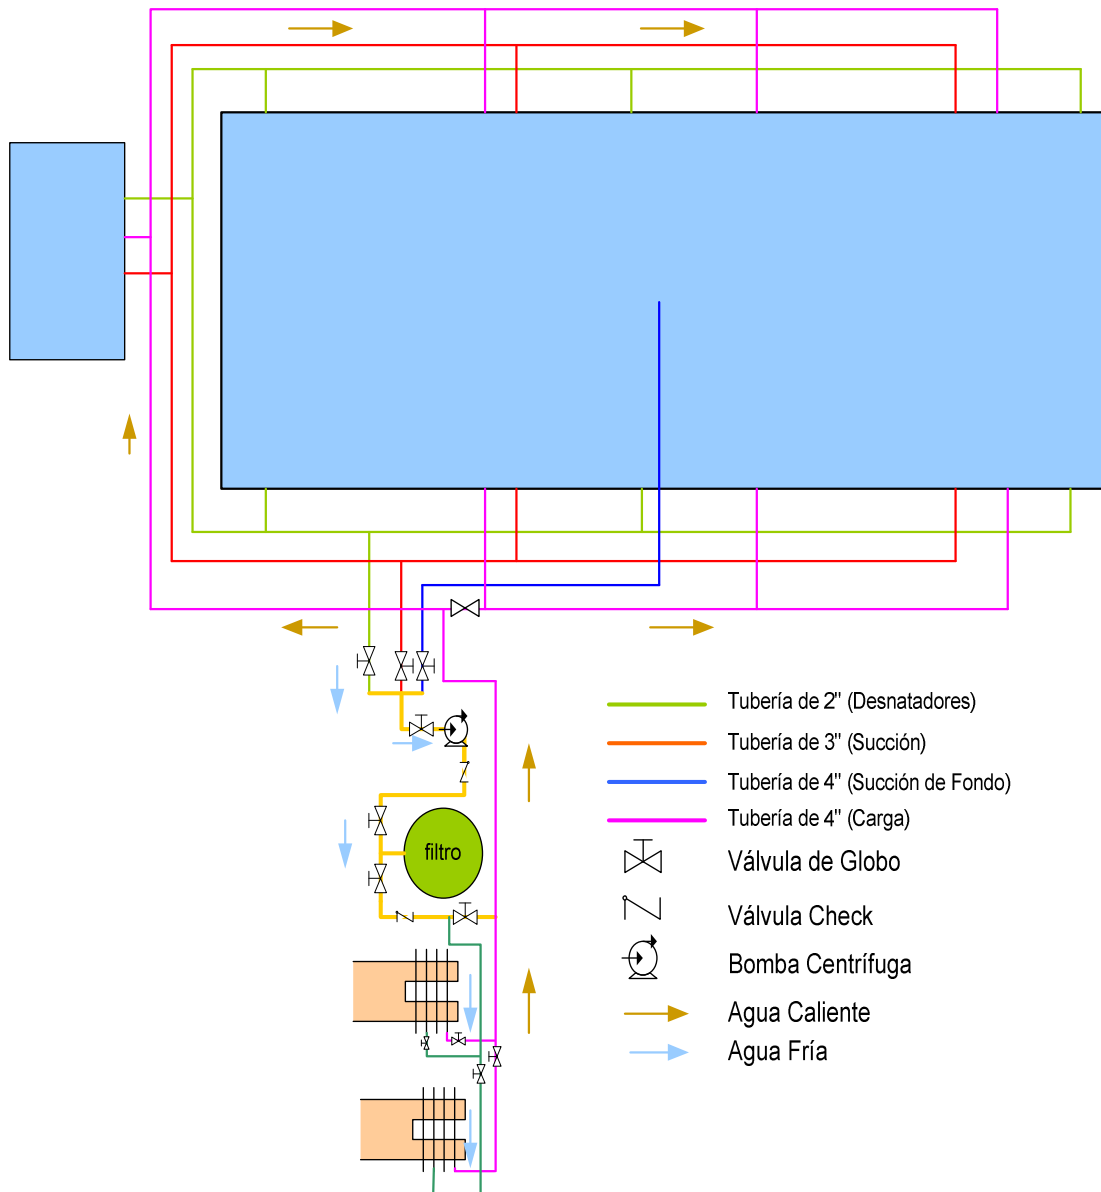 Tubería de 2" (Desnatadores)
Tubería de 3" (Succión)
Tubería de 4" (Succión de Fondo)
Tubería de 4" (Carga)
filtro
Válvula de Globo
Válvula Check
Bomba Centrífuga
Agua Caliente
Agua Fría